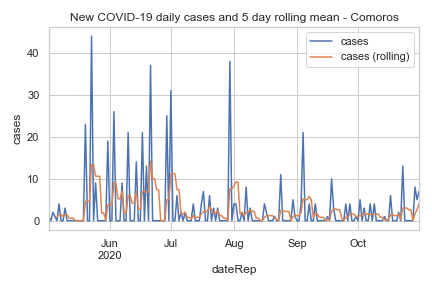 New COVID-19 daily cases and 5 day rolling mean - Comoros
cases
cases (rolling)
40
30
20
10
0
cases
Jun
2020
Jul
Aug
Sep
Oct
dateRep